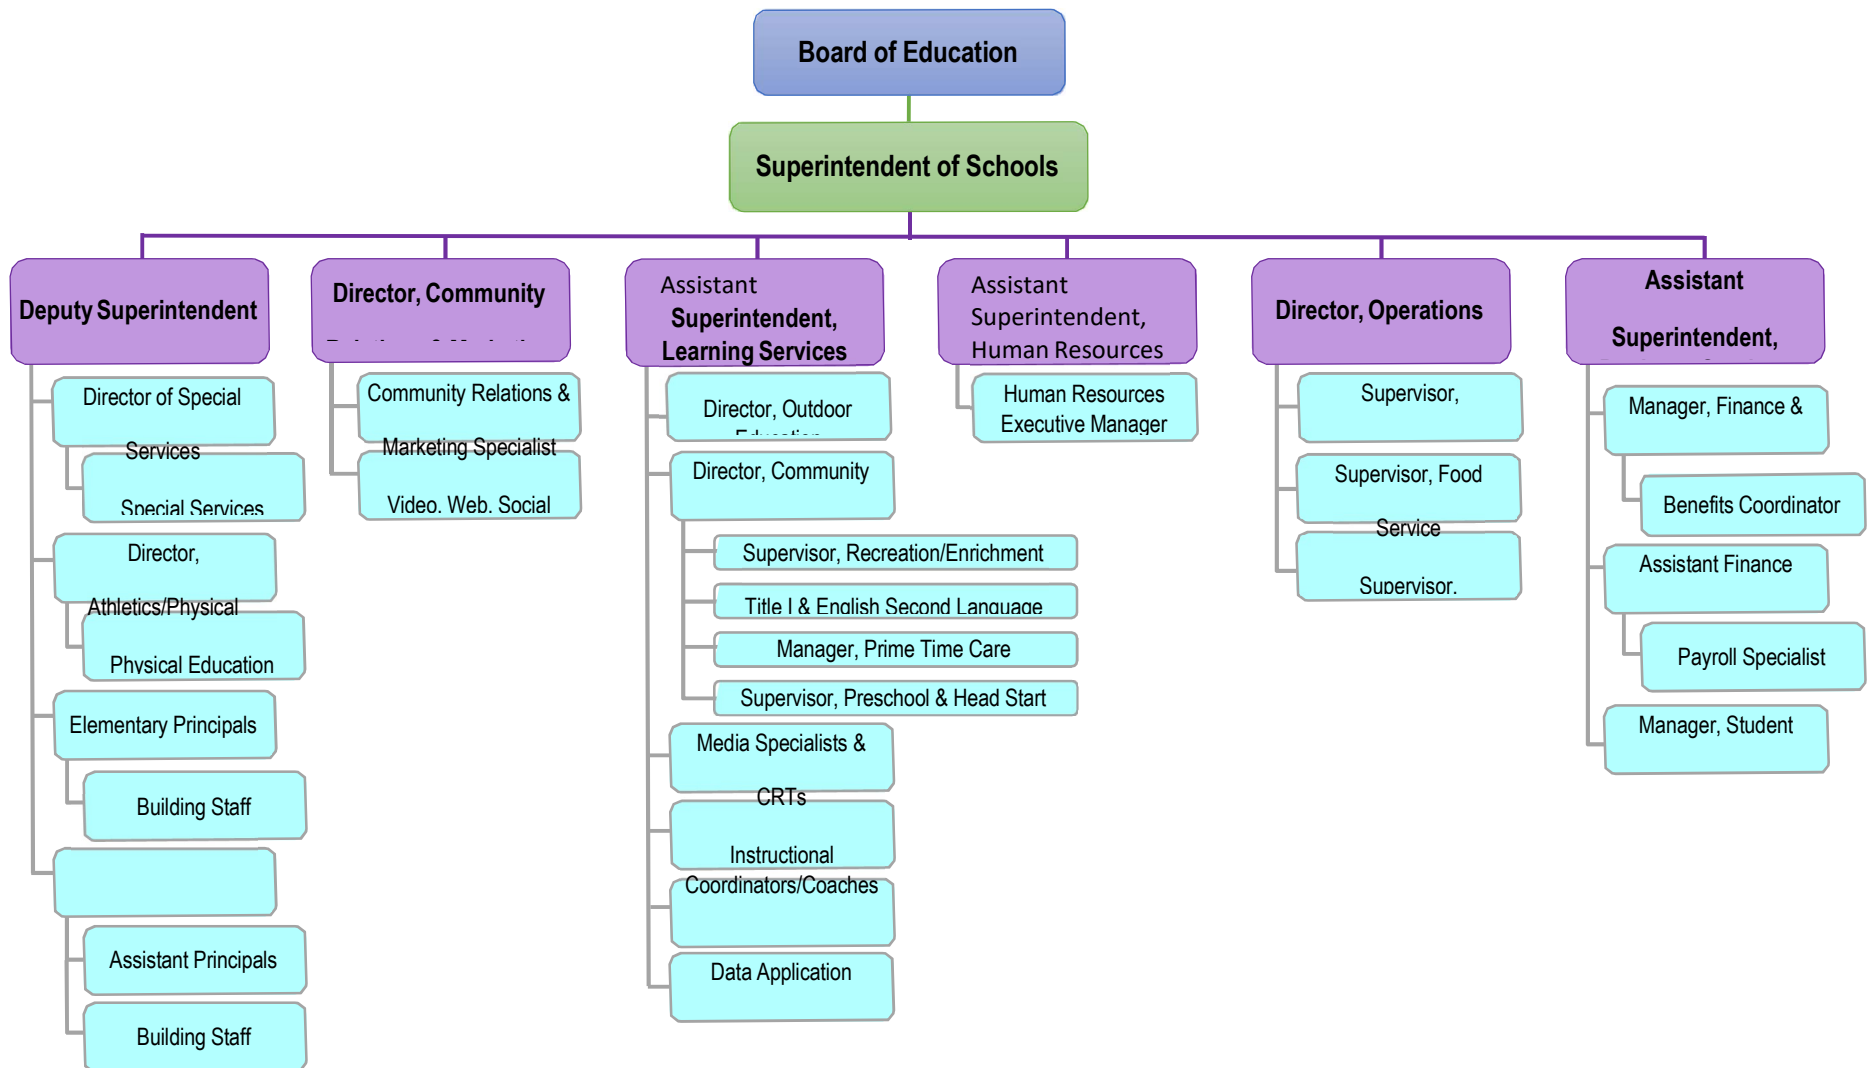 Board of Education
Superintendent of Schools
Deputy Superintendent
Director of Special
Services
Special Services
Director,
Athletics/Physical
Physical Education
Elementary Principals
Building Staff
Assistant Principals
Building Staff
Director, Community
Community Relations &
Marketing Specialist
Video, Web, Social
Assistant
Superintendent,
Learning Services
Director, Outdoor
Education
Director, Community
Supervisor, Recreation/Enrichment
Title I & English Second Language
Manager, Prime Time Care
Supervisor, Preschool & Head Start
Media Specialists &
CRTs
Instructional
Coordinators/Coaches
Data Application
Assistant
Superintendent,
Human Resources
Human Resources
Executive Manager
Director, Operations
Supervisor,
Supervisor, Food
Service
Supervisor,
Assistant
Superintendent,
Manager, Finance &
Benefits Coordinator
Assistant Finance
Payroll Specialist
Manager, Student